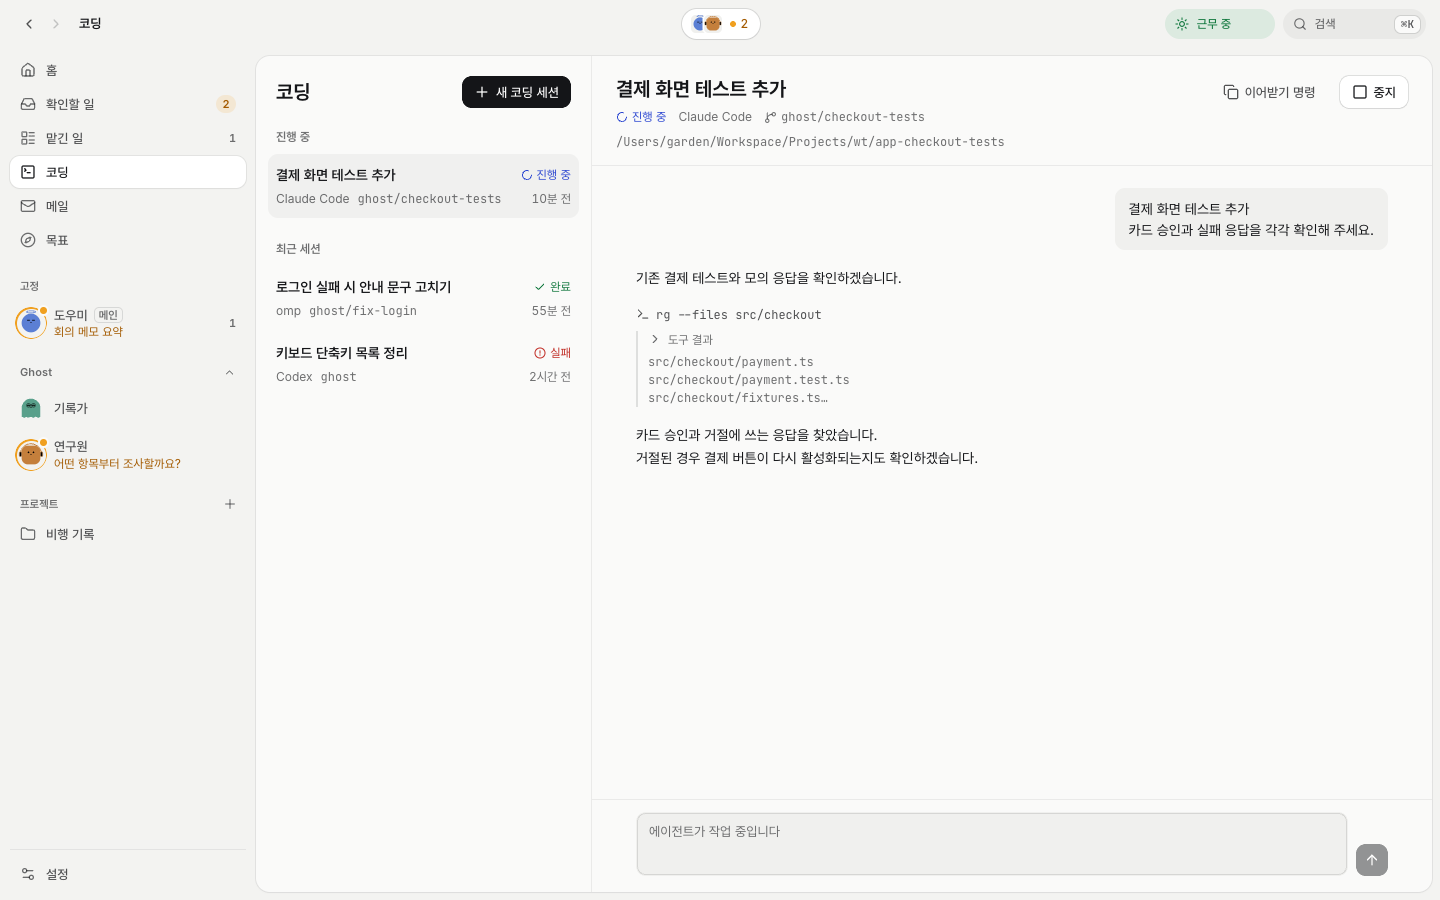 코딩
2
근무 중
검색
⌘K
홈
확인할 일
2
맡긴 일
1
코딩
메일
목표
고정
도우미 메인
회의 메모 요약
1
Ghost
기록가
연구원
어떤 항목부터 조사할까요?
프로젝트
비행 기록
설정
코딩
새 코딩 세션
진행 중
결제 화면 테스트 추가
진행 중
Claude Code ghost/checkout-tests
10분 전
최근 세션
로그인 실패 시 안내 문구 고치기
완료
omp ghost/fix-login
55분 전
키보드 단축키 목록 정리
실패
Codex ghost
2시간 전
결제 화면 테스트 추가
진행 중 Claude Code ghost/checkout-tests
/Users/garden/Workspace/Projects/wt/app-checkout-tests
이어받기 명령
중지
결제 화면 테스트 추가
카드 승인과 실패 응답을 각각 확인해 주세요.
기존 결제 테스트와 모의 응답을 확인하겠습니다.
rg --files src/checkout
도구 결과
src/checkout/payment.ts
src/checkout/payment.test.ts
src/checkout/fixtures.ts…
카드 승인과 거절에 쓰는 응답을 찾았습니다.
거절된 경우 결제 버튼이 다시 활성화되는지도 확인하겠습니다.
에이전트가 작업 중입니다